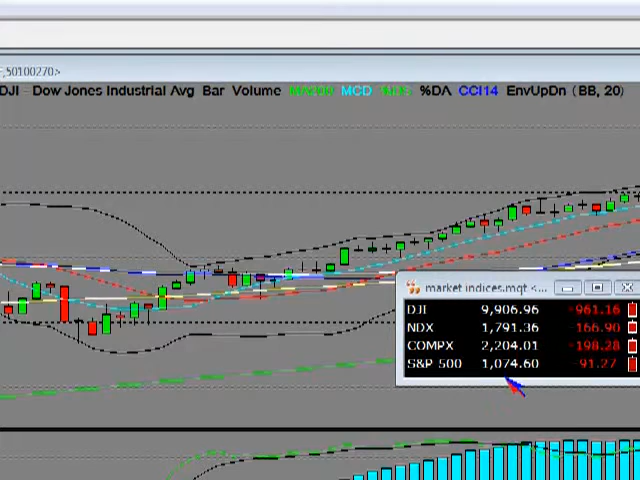 ,50100270>
DJI - Dow Jones Industrial Avg Bar Volume MA200 MCD %DA CCI14 EnvUpDn (BB, 20)
market indices.mqt <...
DJI 9,906.96 -961.16
NDX 1,791.36 -166.90
COMPX 2,204.01 -198.28
S&P 500 1,074.60 -91.27